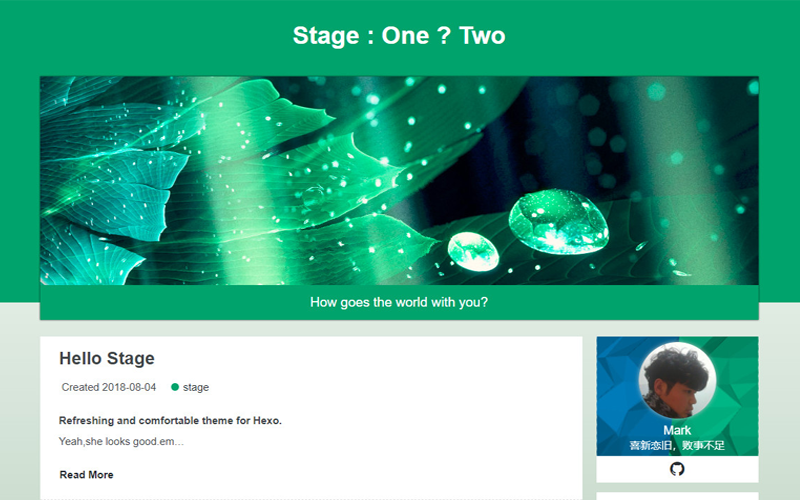 Stage : One ? Two
How goes the world with you?
Hello Stage
Created 2018-08-04 stage
Refreshing and comfortable theme for Hexo.
Yeah,she looks good.em...
Read More
Mark
喜新恋旧，败事不足